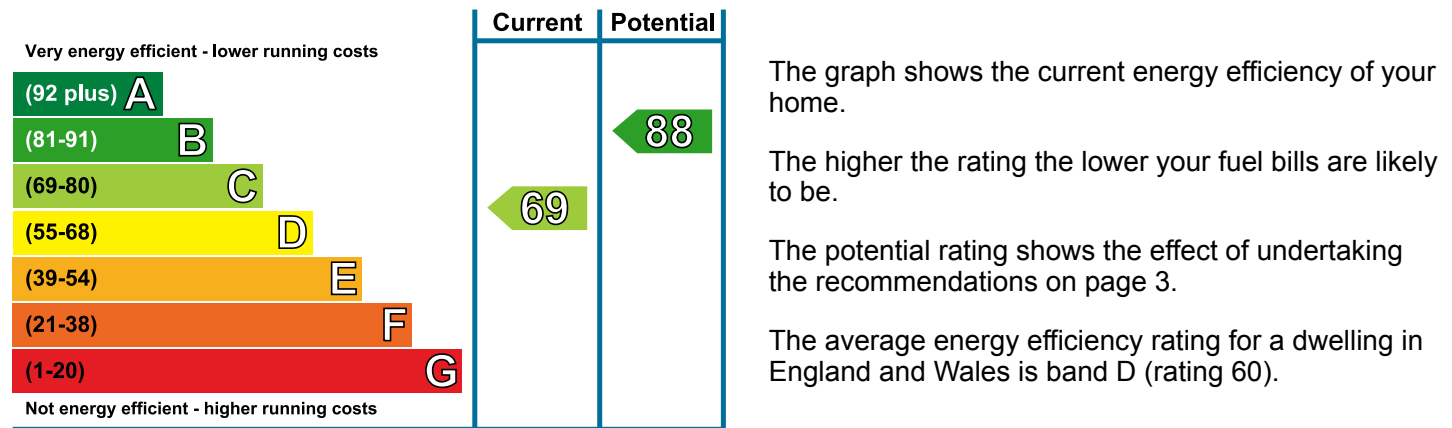 Current Potential
Very energy efficient - lower running costs
(92 plus) A
(81-91) B
88
(69-80) C
69
(55-68) D
(39-54) E
(21-38) F
(1-20) G
Not energy efficient - higher running costs
The graph shows the current energy efficiency of your
home.
The higher the rating the lower your fuel bills are likely
to be.
The potential rating shows the effect of undertaking
the recommendations on page 3.
The average energy efficiency rating for a dwelling in
England and Wales is band D (rating 60).